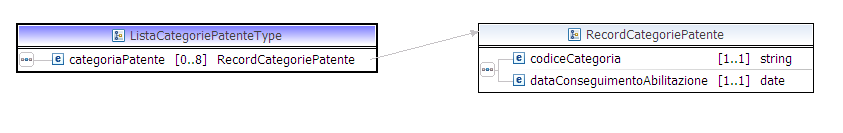 ListaCategoriePatenteType
categoriaPatente [0..8] RecordCategoriePatente
RecordCategoriePatente
codiceCategoria [1..1] string
dataConseguimentoAbilitazione [1..1] date